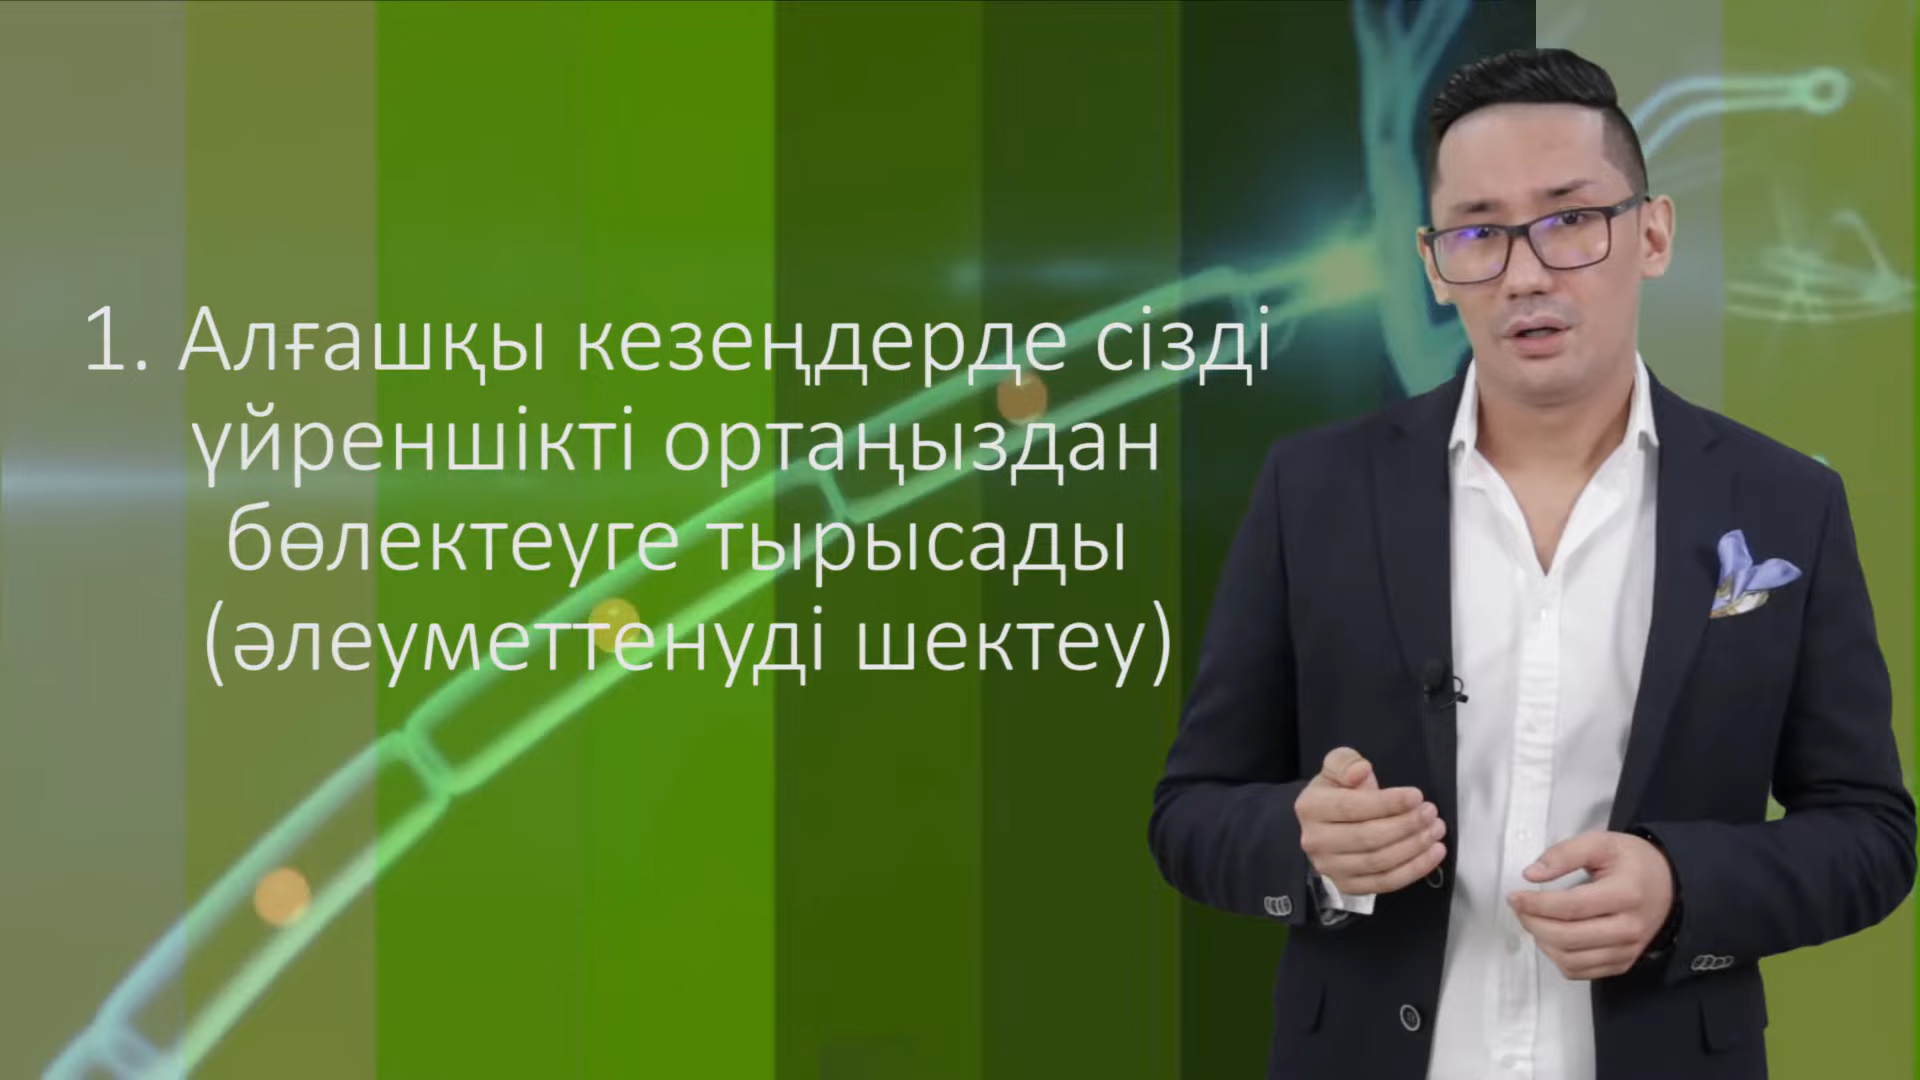 1. Алғашқы кезеңдерде сізді
үйреншікті ортаңыздан
бөлектеуге тырысады
(әлеуметтенуді шектеу)